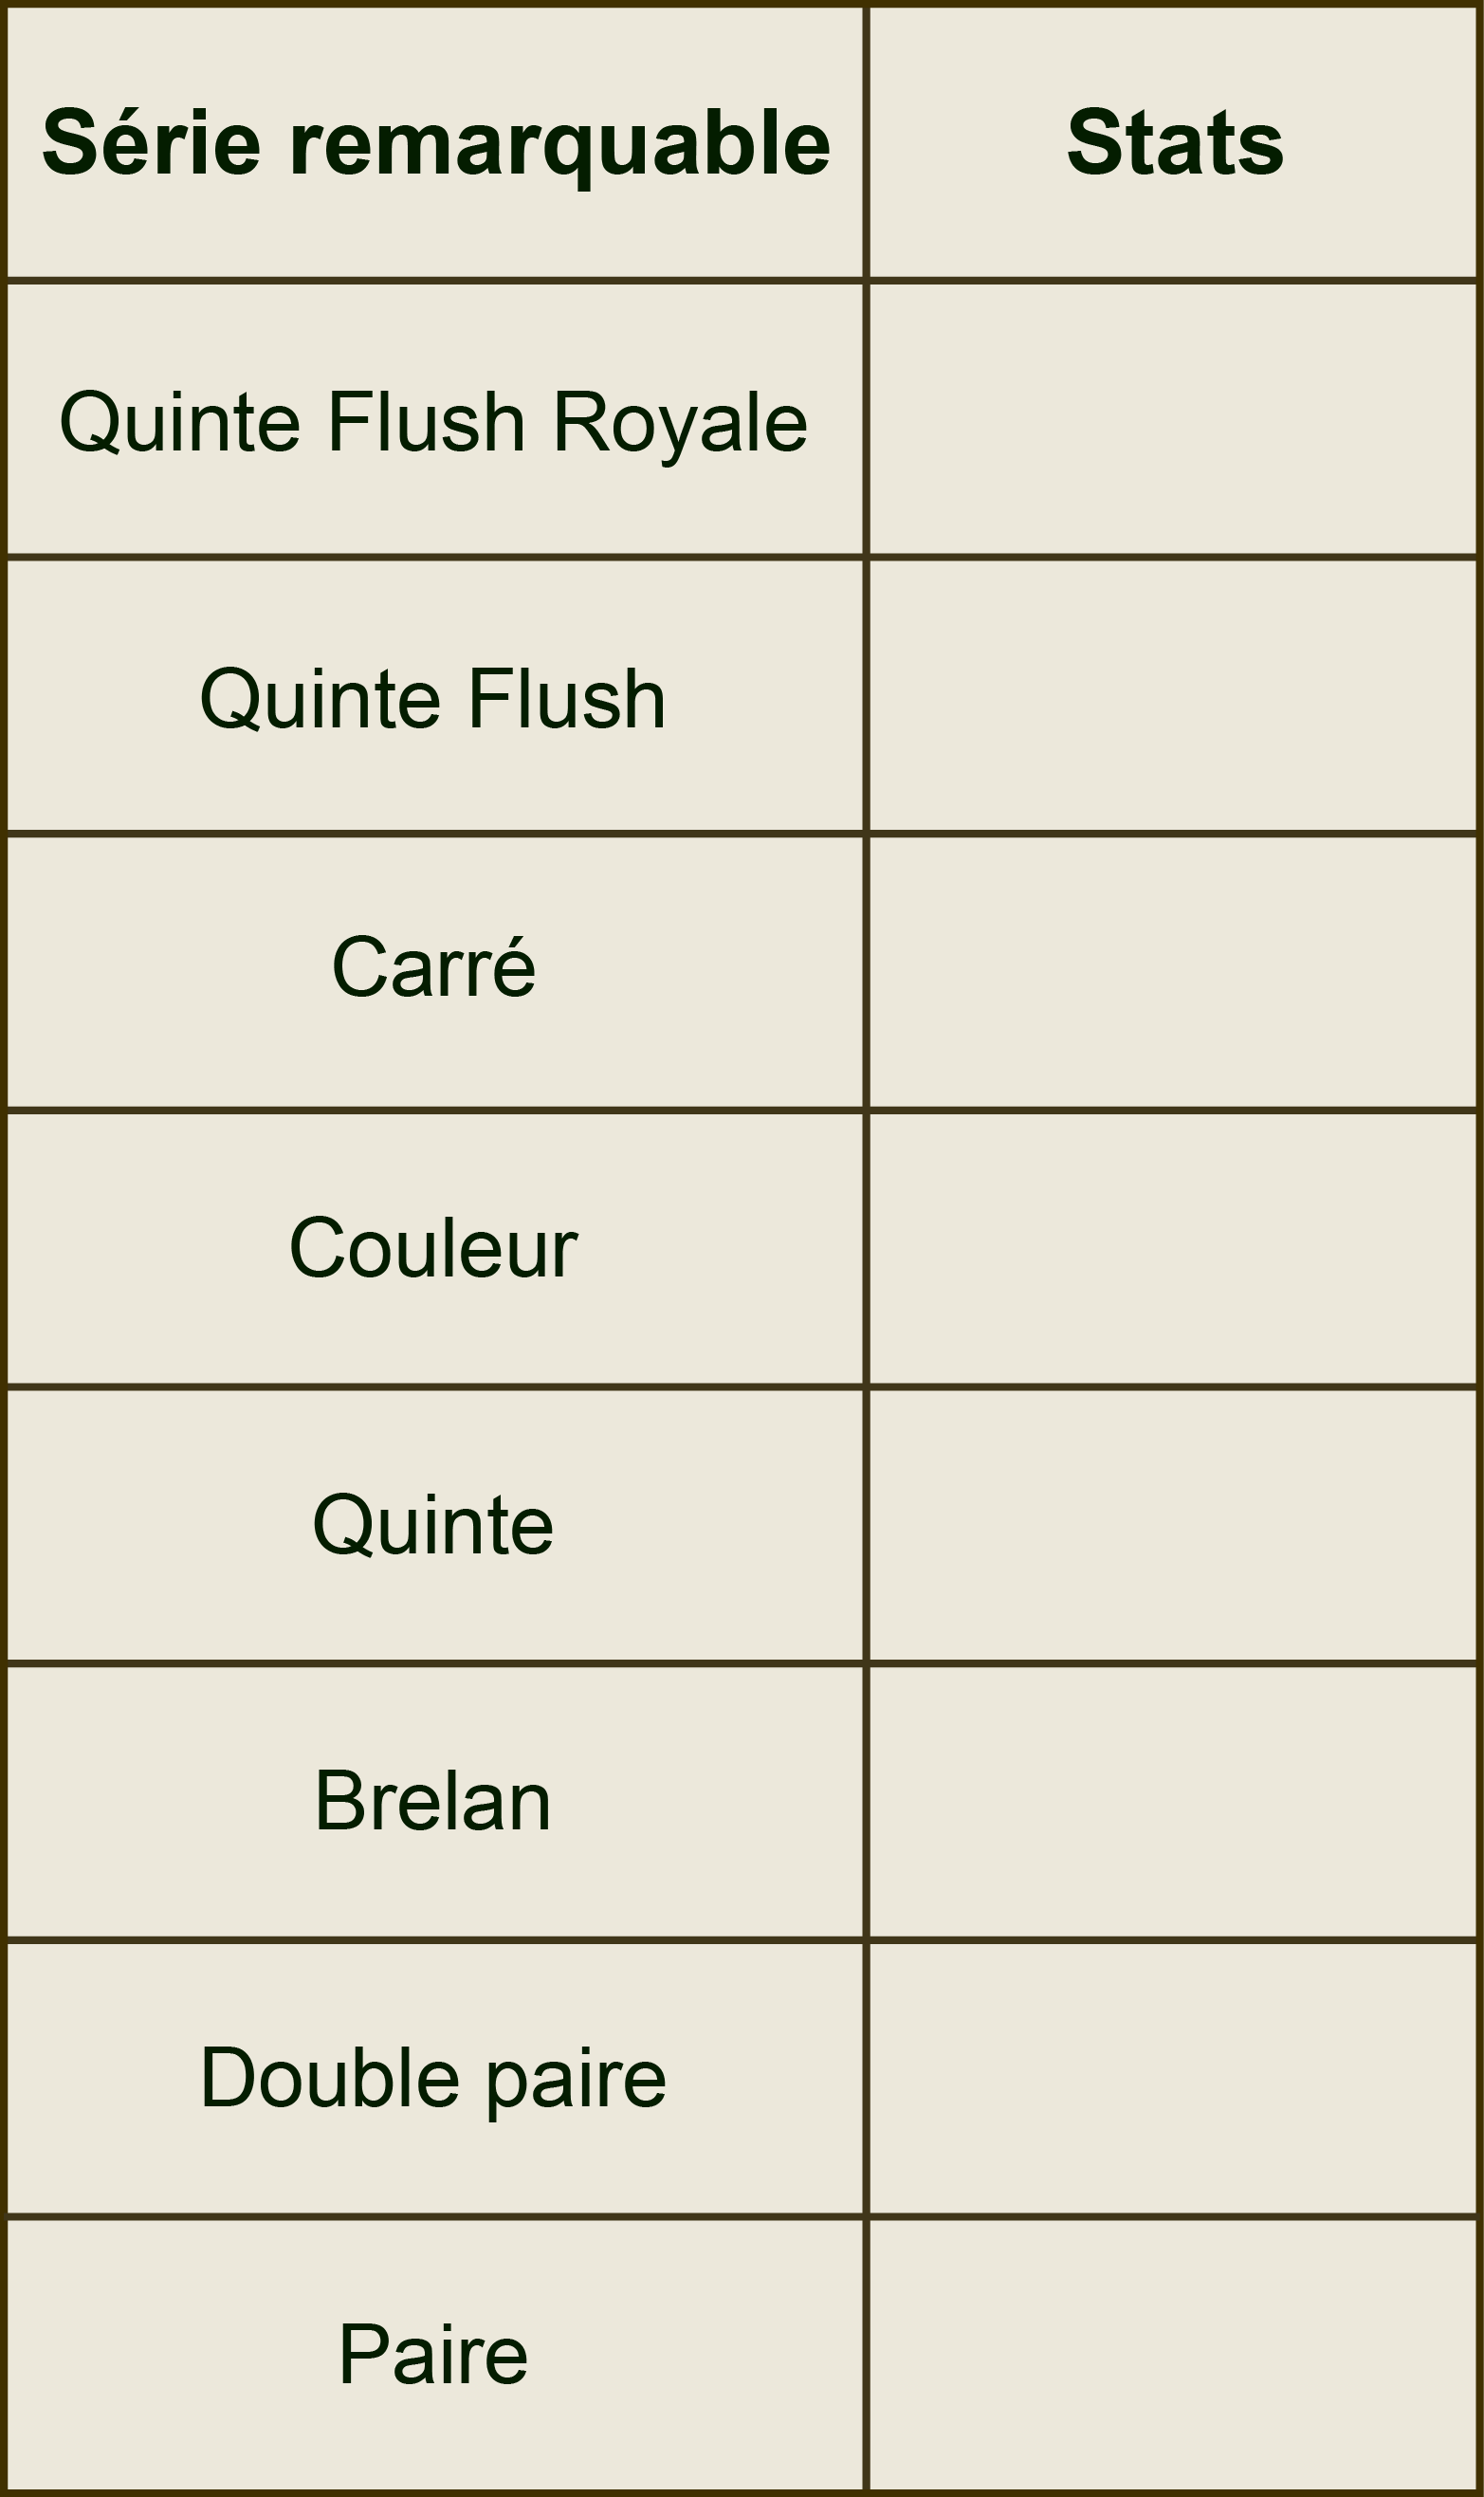 Série remarquable Stats
Quinte Flush Royale
Quinte Flush
Carré
Couleur
Quinte
Brelan
Double paire
Paire